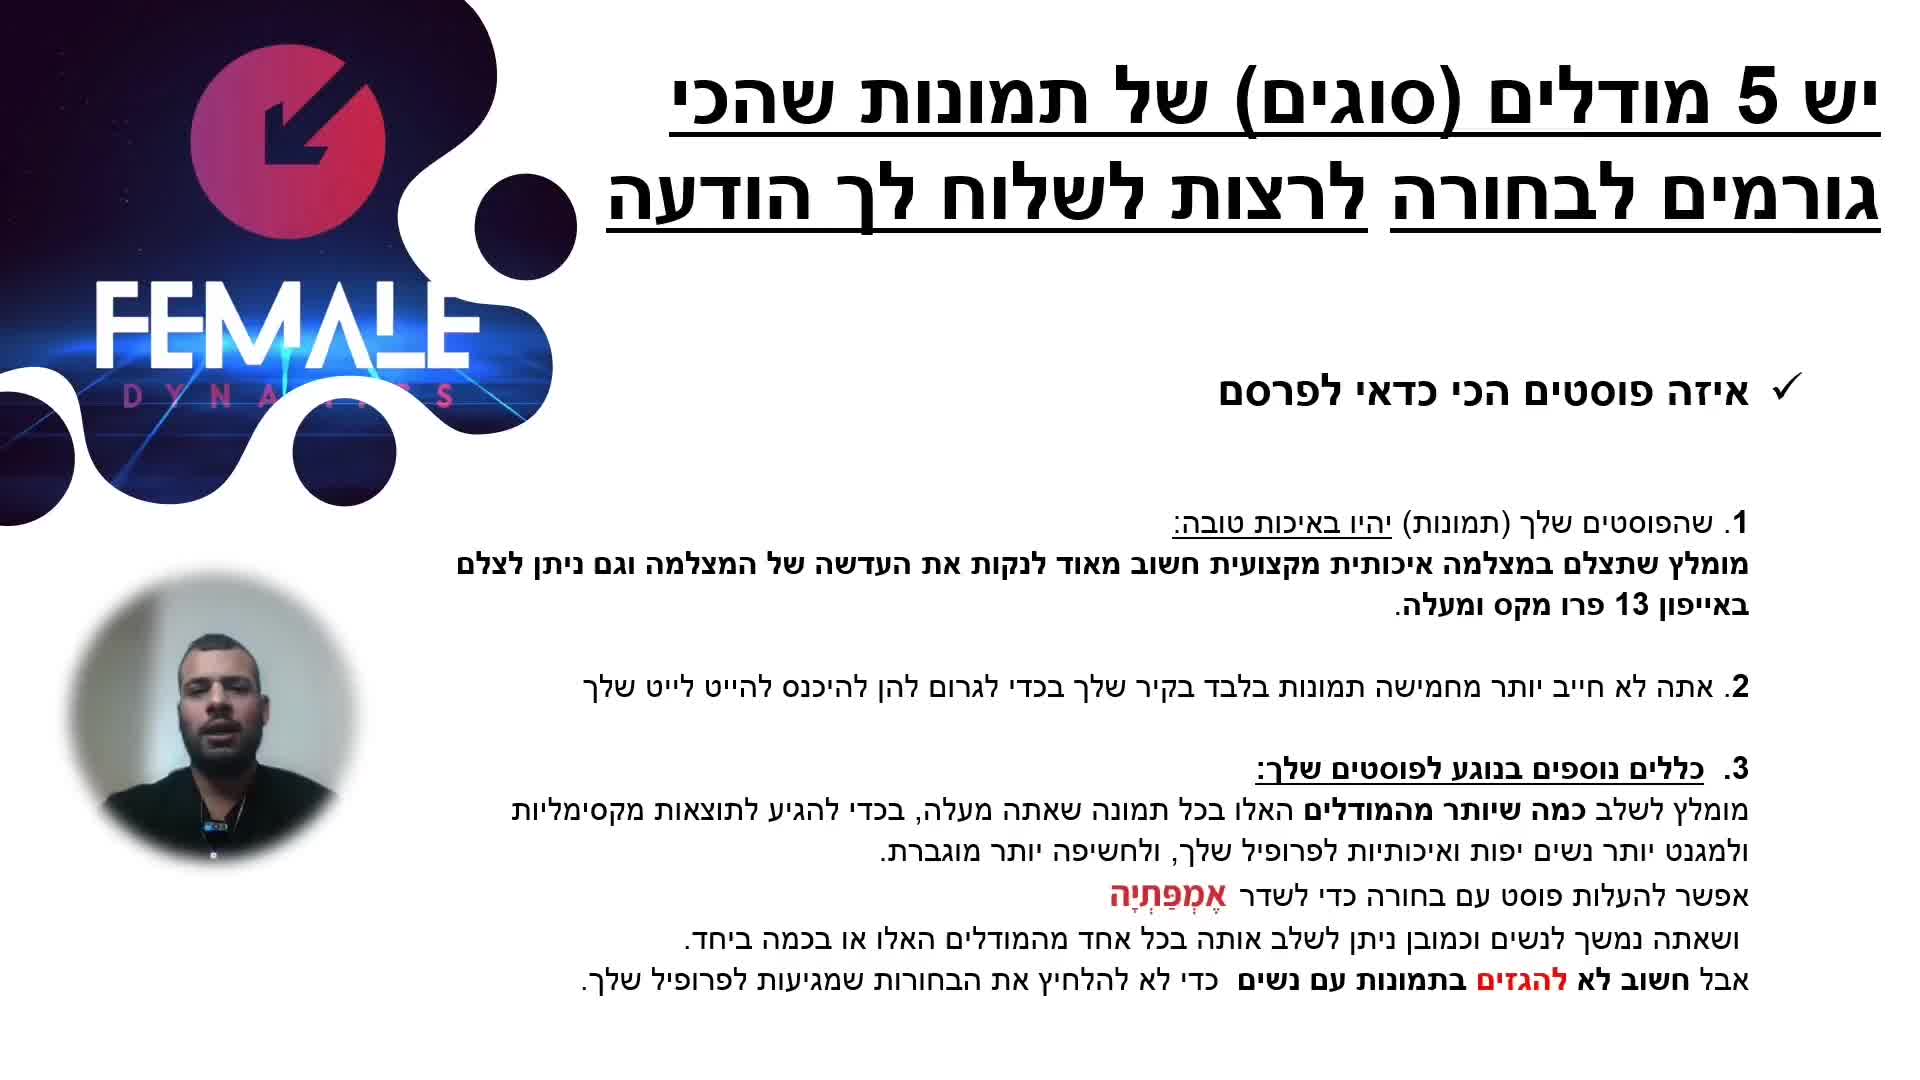 יש 5 מודלים (סוגים) של תמונות שהכי
גורמים לבחורה לרצות לשלוח לך הודעה
FEMALE
DYNAMICS
✓ איזה פוסטים הכי כדאי לפרסם
1. שהפוסטים שלך (תמונות) יהיו באיכות טובה:
מומלץ שתצלם במצלמה איכותית מקצועית חשוב מאוד לנקות את העדשה של המצלמה וגם ניתן לצלם
באייפון 13 פרו מקס ומעלה.
2. אתה לא חייב יותר מחמישה תמונות בלבד בקיר שלך בכדי לגרום להן להיכנס להייט לייט שלך
3. כללים נוספים בנוגע לפוסטים שלך:
מומלץ לשלב כמה שיותר מהמודלים האלו בכל תמונה שאתה מעלה, בכדי להגיע לתוצאות מקסימליות
ולמגנט יותר נשים יפות ואיכותיות לפרופיל שלך, ולחשיפה יותר מוגברת.
אפשר להעלות פוסט עם בחורה כדי לשדר אֶמְפַּתְיָה
ושאתה נמשך לנשים וכמובן ניתן לשלב אותה בכל אחד מהמודלים האלו או בכמה ביחד.
אבל חשוב לא להגזים בתמונות עם נשים כדי לא להלחיץ את הבחורות שמגיעות לפרופיל שלך.